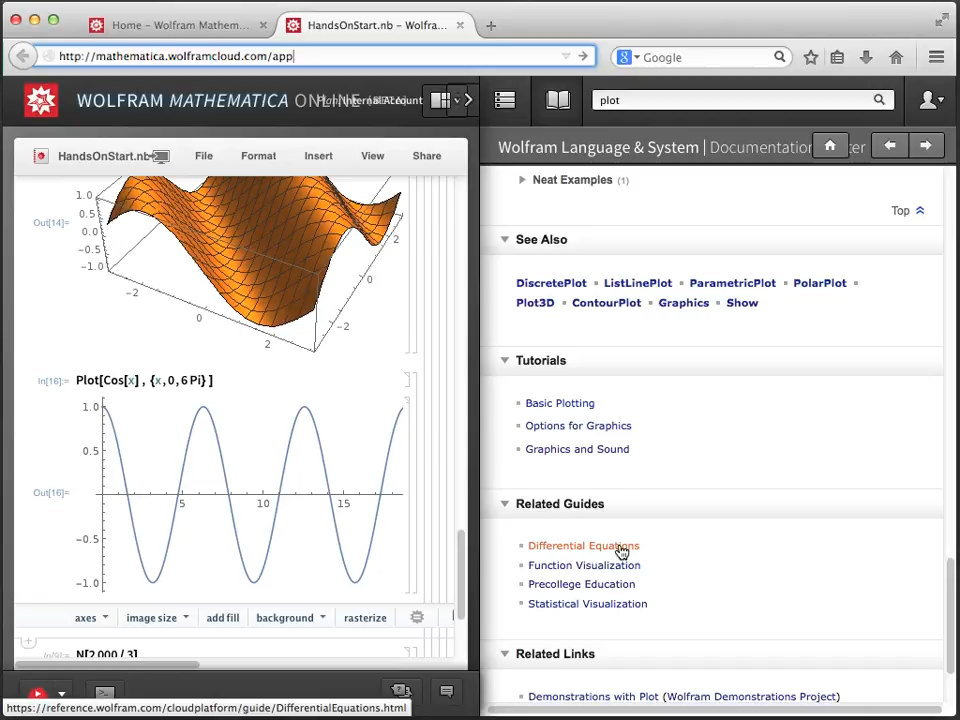 Home – Wolfram Mathem...
HandsOnStart.nb – Wolfra...
http://mathematica.wolframcloud.com/app
Google
WOLFRAM MATHEMATICA ONLINE
Internal Account
plot
HandsOnStart.nb
File
Format
Insert
View
Share
Wolfram Language & System | Documentation
Out[14]=
1.0
0.5
0.0
−0.5
−1.0
−2
0
2
−2
0
2
In[16]:= Plot[Cos[x], {x, 0, 6 Pi}]
Out[16]=
1.0
0.5
−0.5
−1.0
5
10
15
axes
image size
add fill
background
rasterize
N[2000 / 3]
https://reference.wolfram.com/cloudplatform/guide/DifferentialEquations.html
Neat Examples (1)
Top
See Also
DiscretePlot ▪ ListLinePlot ▪ ParametricPlot ▪ PolarPlot ▪
Plot3D ▪ ContourPlot ▪ Graphics ▪ Show
Tutorials
Basic Plotting
Options for Graphics
Graphics and Sound
Related Guides
Differential Equations
Function Visualization
Precollege Education
Statistical Visualization
Related Links
Demonstrations with Plot (Wolfram Demonstrations Project)